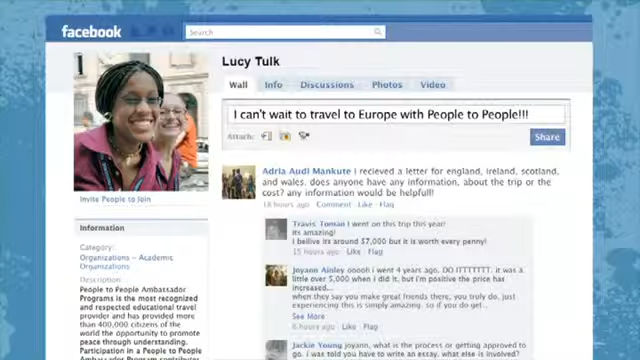 facebook
Search
Lucy Tulk
Wall Info Discussions Photos Video
I can't wait to travel to Europe with People to People!!!
Attach:
Share
Adria Audi Mankute I recieved a letter for england, ireland, scotland,
and wales. does anyone have any information, about the trip or the
cost? any information would be helpful!
18 hours ago Comment · Like · Flag
Travis Toman I went on this trip this year!
its amazing!
I beilive its around $7,000 but it is worth every penny!
15 hours ago · Like · Flag
Joyann Ainley ooooh i went 4 years ago. DO ITTTTTTT. it was a
little over 5,000 when i did it, but i'm positive the price has
increased...
when they say you make great friends there, you truly do, just
experiencing this is simply amazing. so if you do get..
See More
6 hours ago · Like · Flag
Jackie Young joyann, what is the process or getting approved to
go. i was told you have to write an essay, what else is involved?
Invite People to Join
Information
Category:
Organizations - Academic
Organizations
Description
People to People Ambassador
Programs is the most recognized
and respected educational travel
provider and has provided more
than 400,000 citizens of the
world the opportunity to promote
peace through understanding.
Participation in a People to People